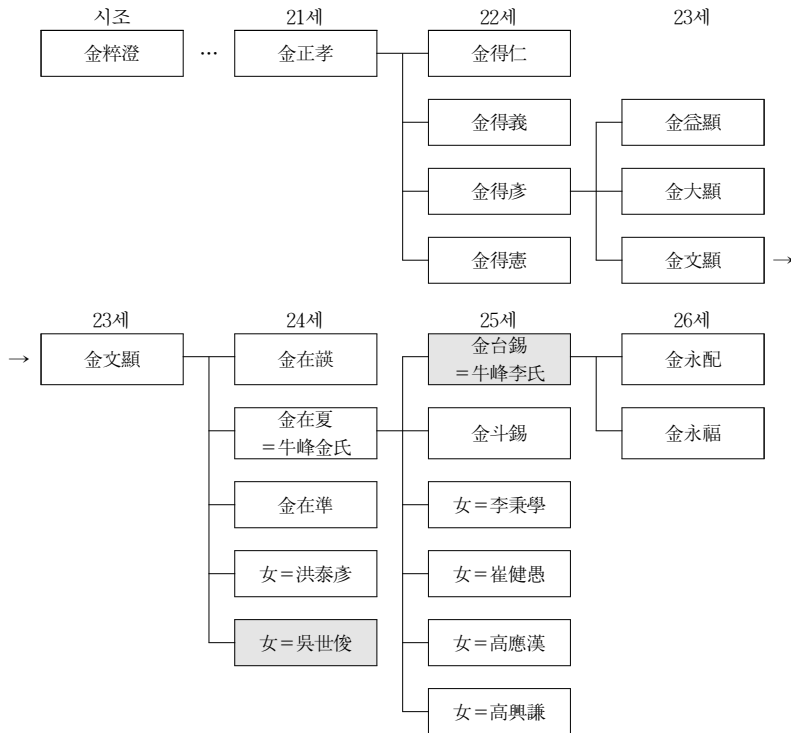 시조 21세 22세 23세
金粹澄 … 金正孝 金得仁
金得義 金益顯
金得彥 金大顯
金得憲 金文顯 →
23세 24세 25세 26세
→ 金文顯 金在韺 金台錫 金永配
＝牛峰李氏
金在夏 金斗錫 金永福
＝牛峰金氏
金在準 女＝李秉學
女＝洪泰彥 女＝崔健愚
女＝吳世俊 女＝高應漢
女＝高興謙